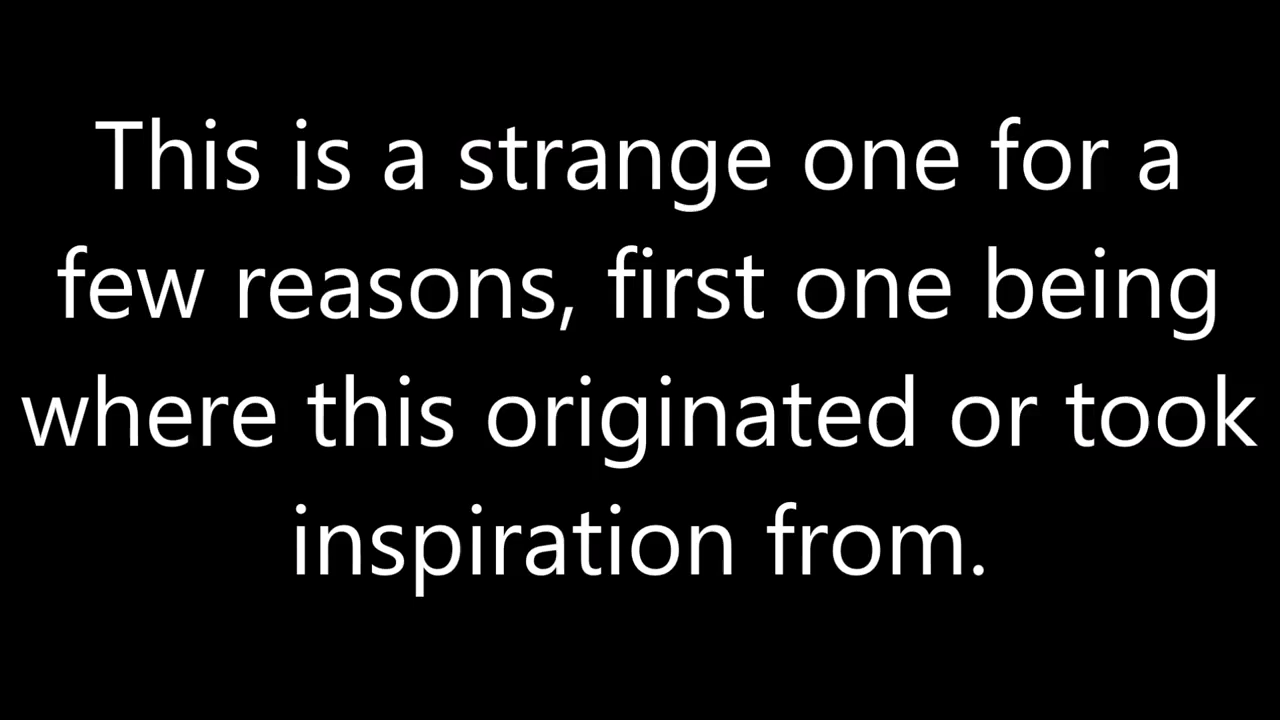 This is a strange one for a
few reasons, first one being
where this originated or took
inspiration from.